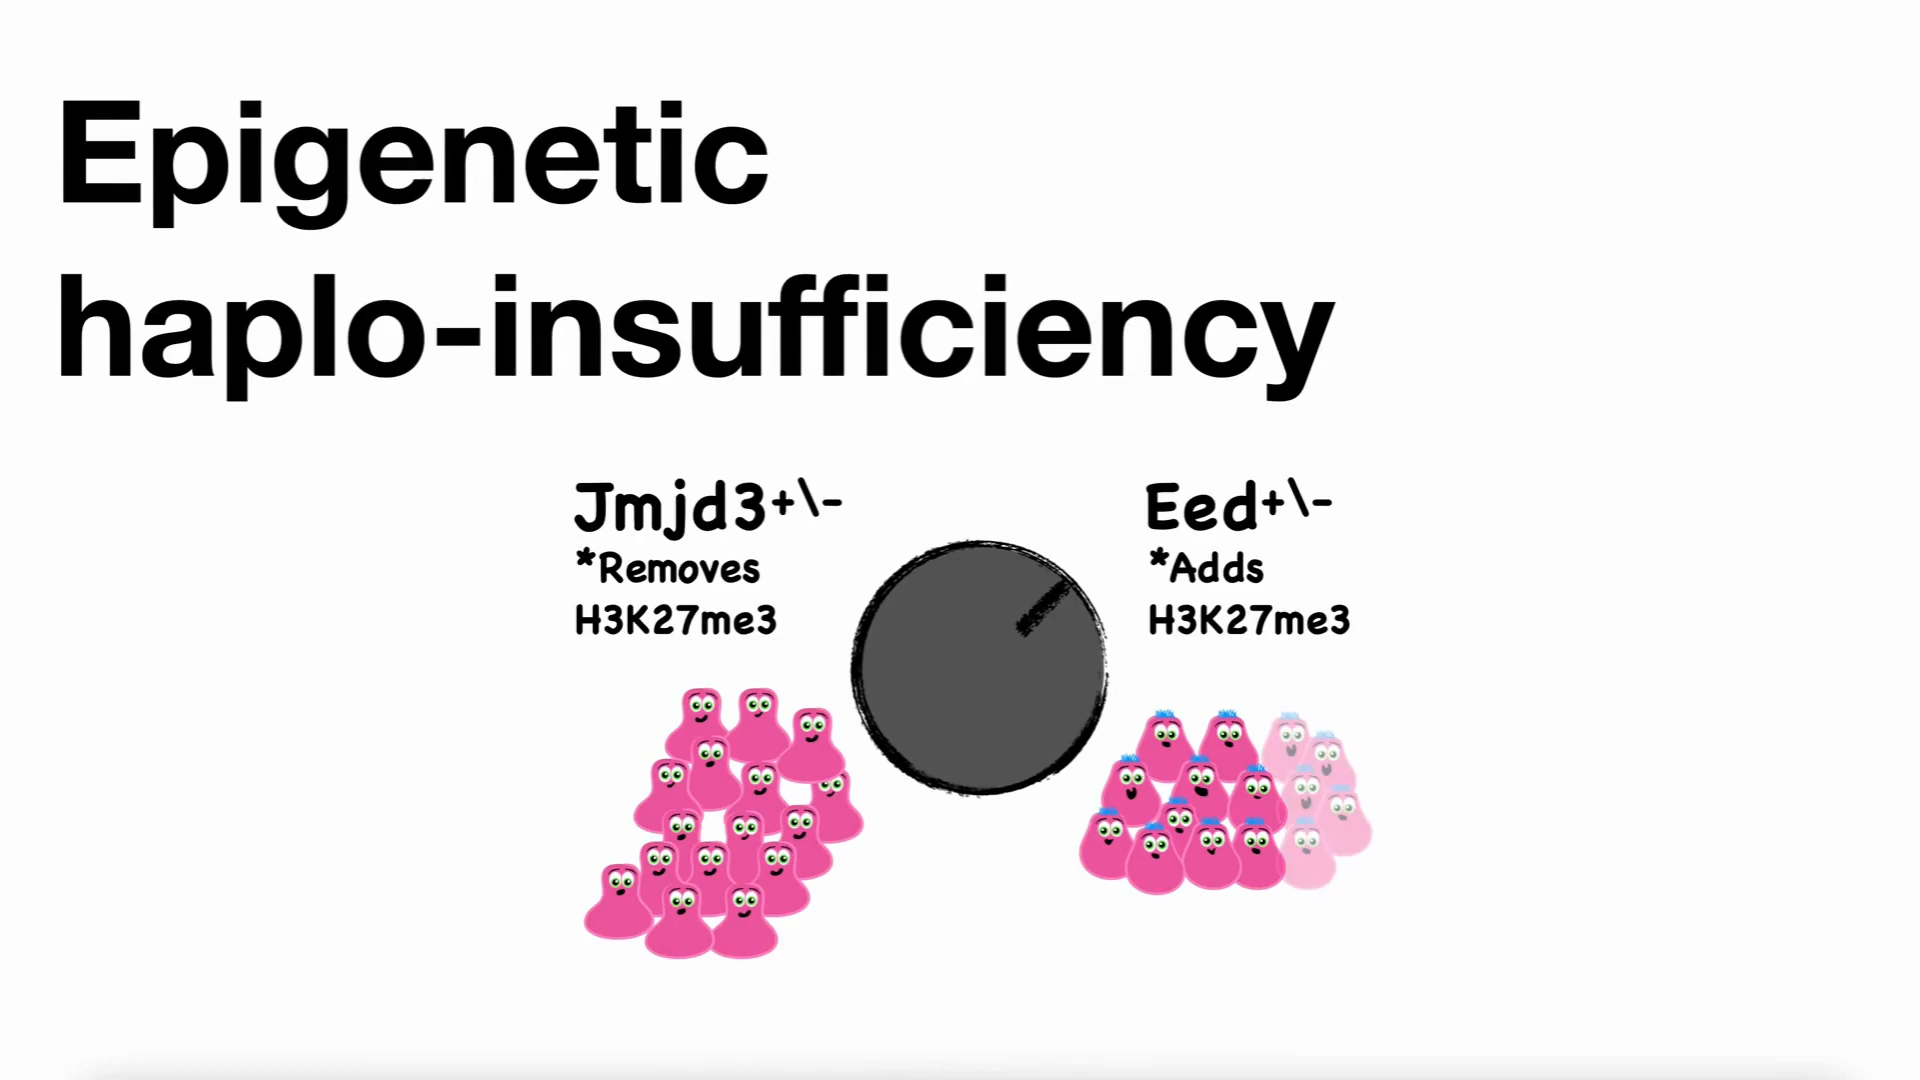 Epigenetic
haplo-insufficiency
Jmjd3+\-
*Removes
H3K27me3
Eed+\-
*Adds
H3K27me3